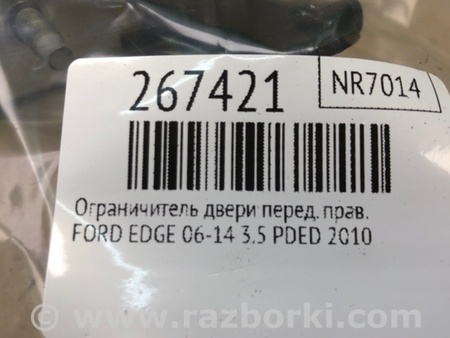 267421
NR7014
Ограничитель двери перед. прав.
FORD EDGE 06-14 3.5 PDED 2010
www.razborki.com